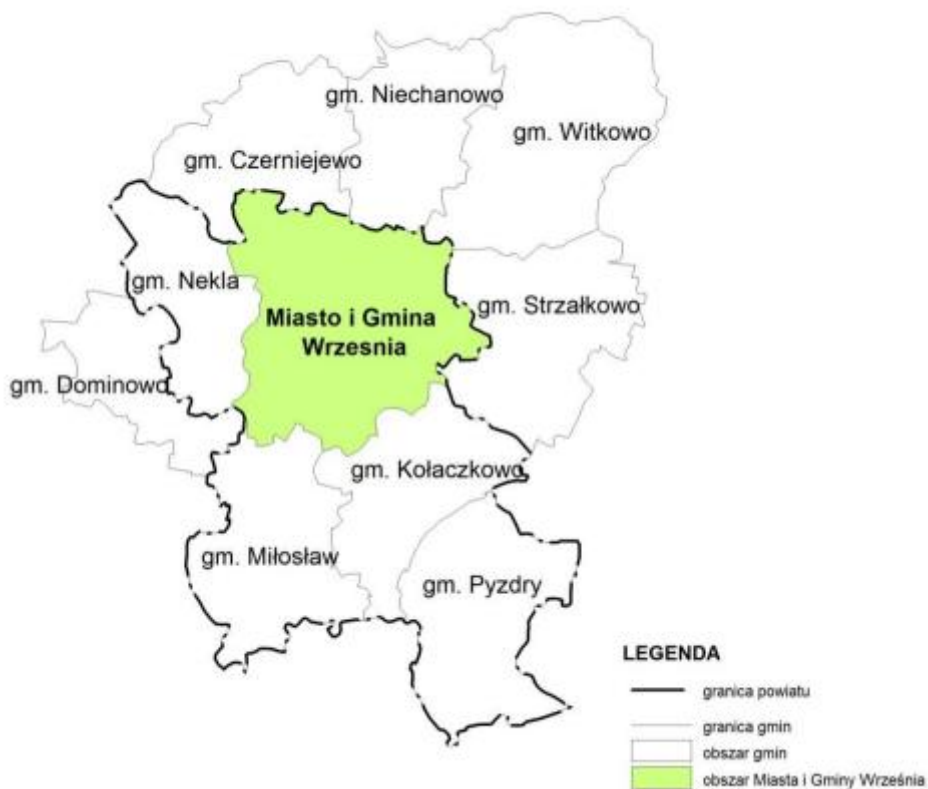 gm. Niechanowo
gm. Witkowo
gm. Czerniejewo
gm. Nekla
gm. Strzałkowo
Miasto i Gmina
Wrzesnia
gm. Dominowo
gm. Kołaczkowo
gm. Miłosław
gm. Pyzdry
LEGENDA
granica powiatu
granica gmin
obszar gmin
obszar Miasta i Gminy Września